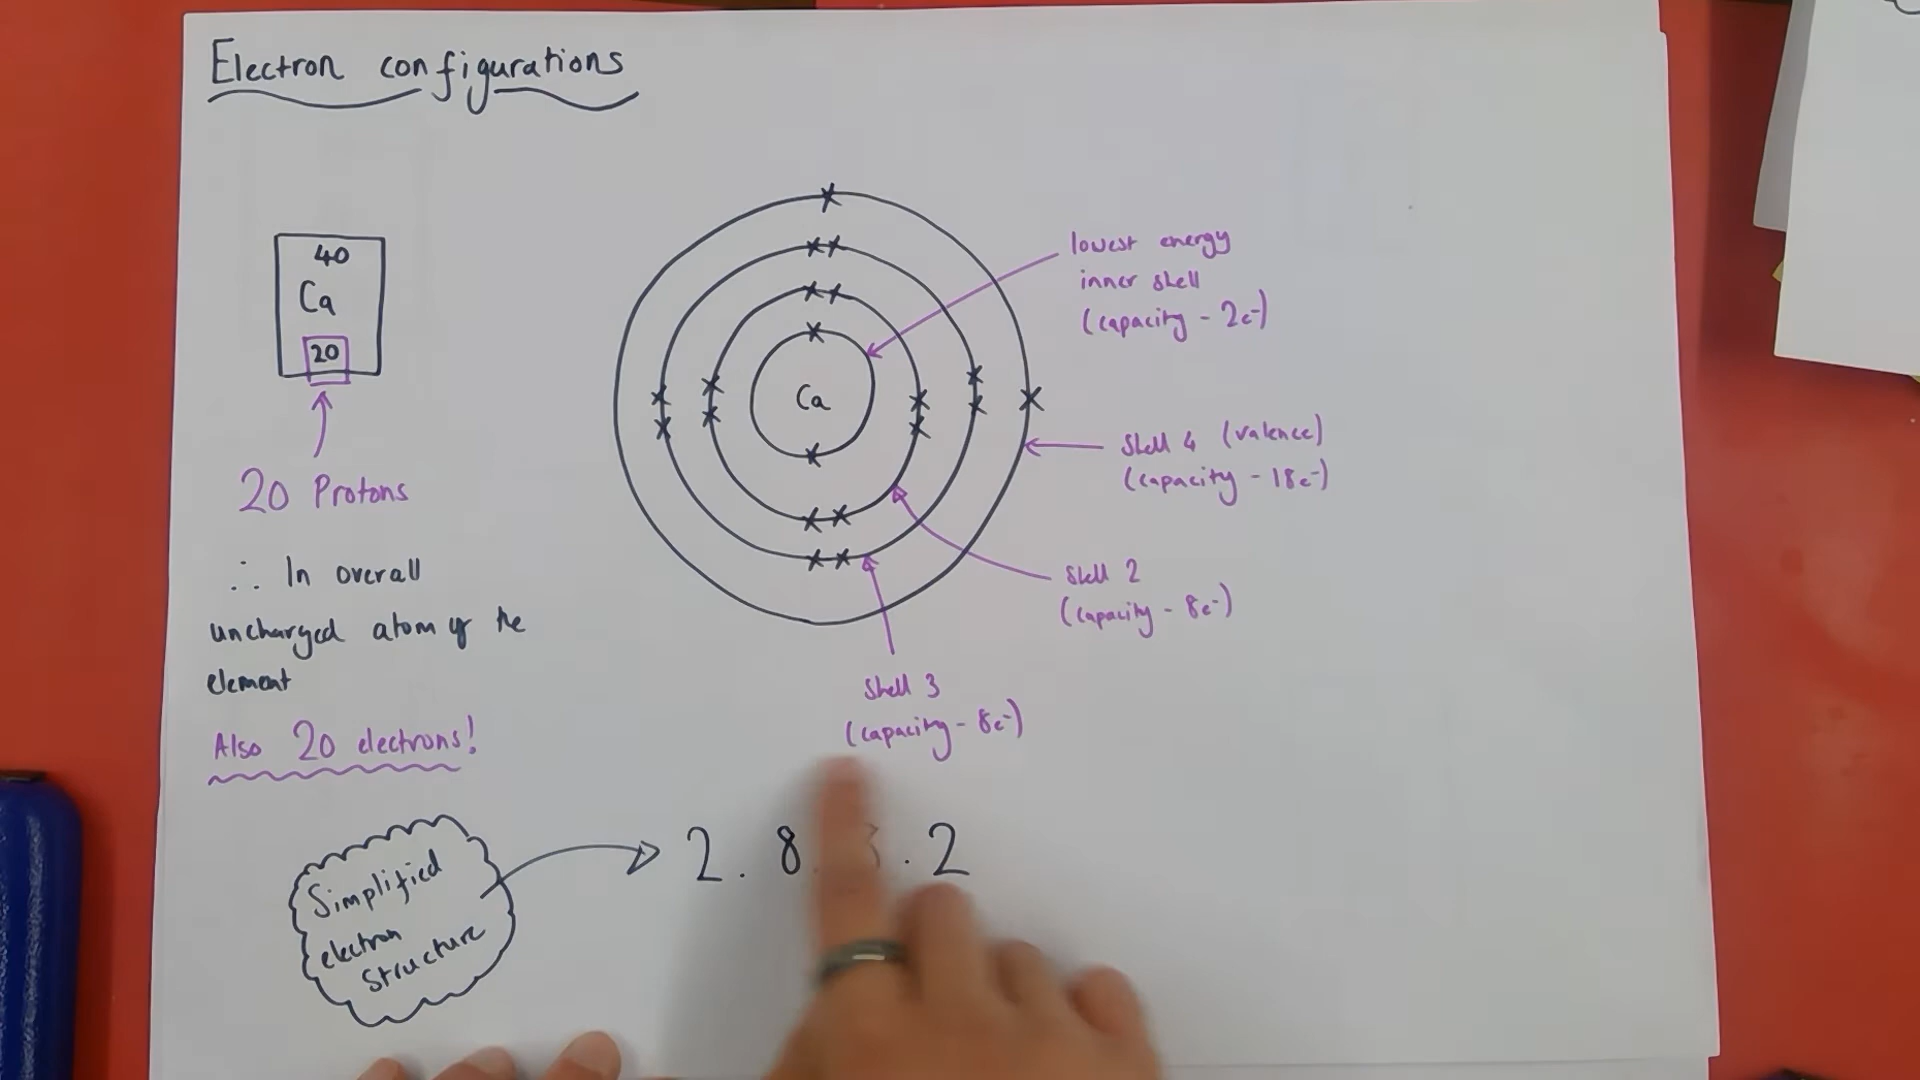 Electron configurations
40
Ca
20
20 Protons
∴ In overall
uncharged atom of the
element
Also 20 electrons!
Ca
lowest energy
inner shell
(capacity - 2e-)
Shell 4 (valence)
(capacity - 18e-)
Shell 2
(capacity - 8e-)
Shell 3
(capacity - 8e-)
Simplified
electron
structure
2 . 8 . . 2